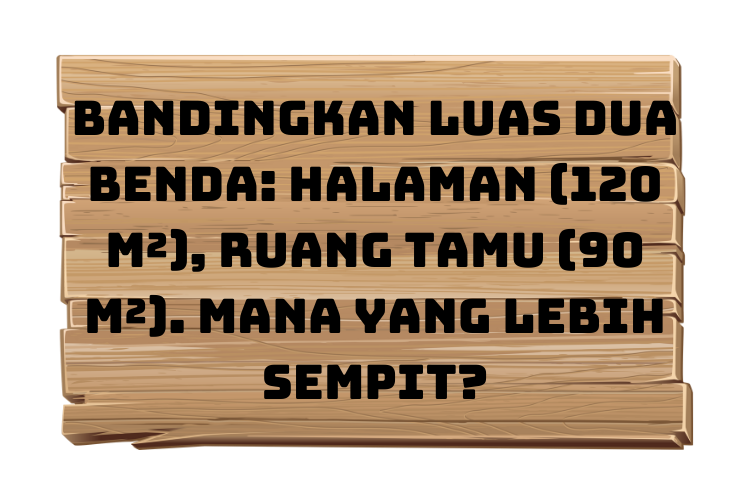 BANDINGKAN LUAS DUA
BENDA: HALAMAN (120
M²), RUANG TAMU (90
M²). MANA YANG LEBIH
SEMPIT?